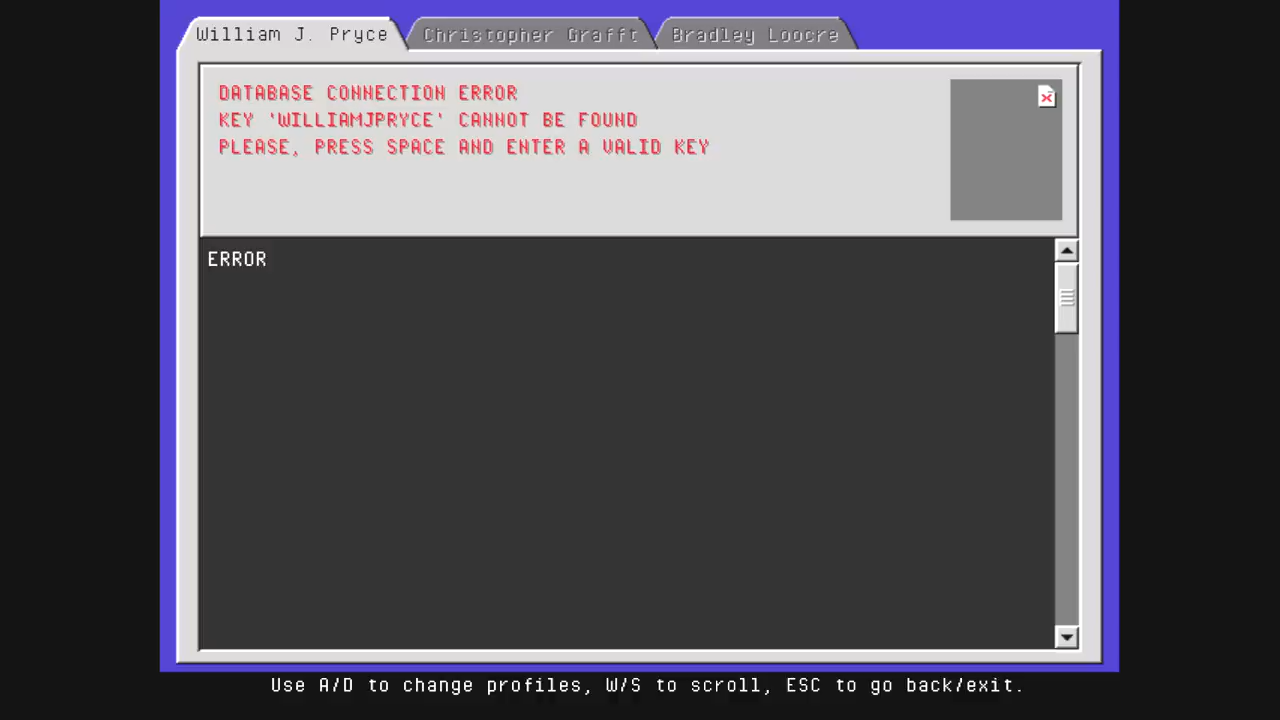 William J. Pryce
Christopher Grafft
Bradley Loocre
DATABASE CONNECTION ERROR
KEY 'WILLIAMJPRYCE' CANNOT BE FOUND
PLEASE, PRESS SPACE AND ENTER A VALID KEY
ERROR
Use A/D to change profiles, W/S to scroll, ESC to go back/exit.